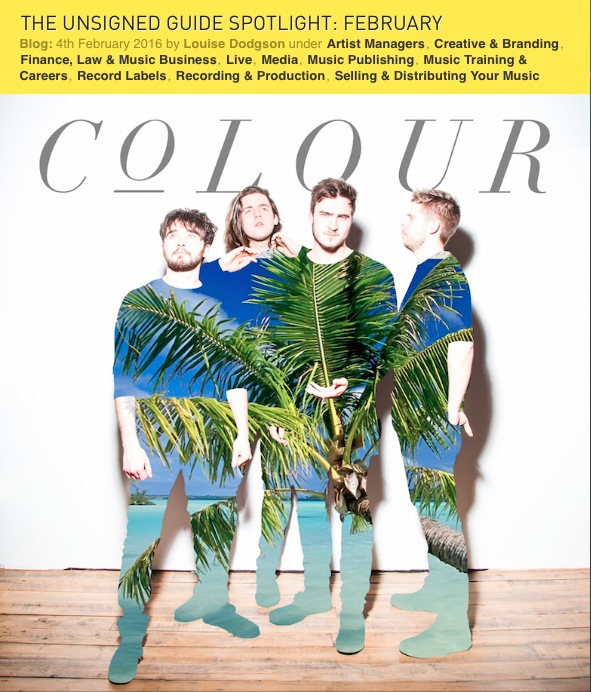 THE UNSIGNED GUIDE SPOTLIGHT: FEBRUARY
Blog: 4th February 2016 by Louise Dodgson under Artist Managers, Creative & Branding,
Finance, Law & Music Business, Live, Media, Music Publishing, Music Training &
Careers, Record Labels, Recording & Production, Selling & Distributing Your Music
COLOUR